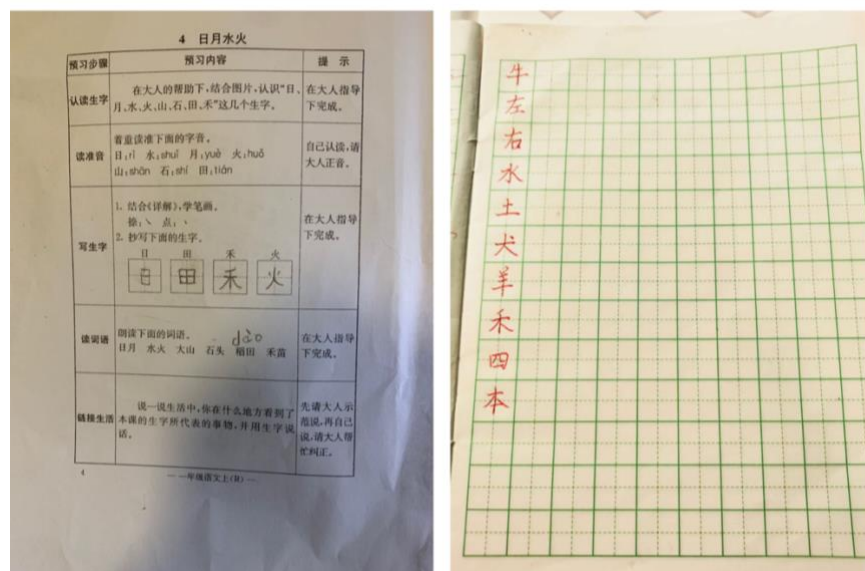 4 日月水火
预习步骤 预习内容 提 示
认读生字
在大人的帮助下,结合图片,认识“日、
月、水、火、山、石、田、禾”这几个生字。
在大人指导
下完成。
读准音
着重读准下面的字音。
日:rì 水:shuǐ 月:yuè 火:huǒ
山:shān 石:shí 田:tián
自己认读,请
大人正音。
写生字
1. 结合《详解》,学笔画。
捺:㇏ 点:丶
2. 抄写下面的生字。
日 田 禾 火
日 田 禾 火
在大人指导
下完成。
读词语
朗读下面的词语。
dào
日月 水火 大山 石头 稻田 禾苗
在大人指导
下完成。
链接生活
说一说生活中,你在什么地方看到了
本课的生字所代表的事物,并用生字说
话。
先请大人示
范说,再自己
说,请大人帮
忙纠正。
4
— 一年级语文上(R) —
牛
左
右
水
土
犬
羊
禾
四
本